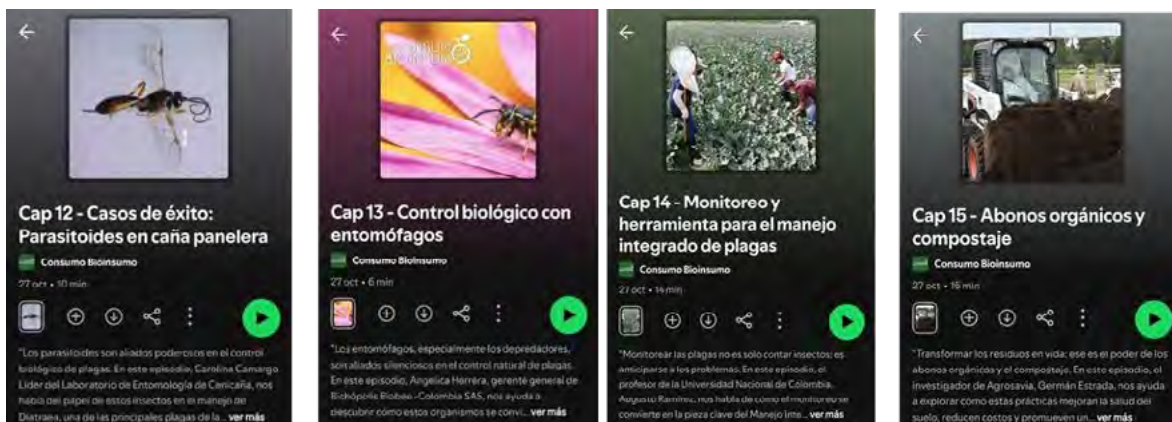 Cap 12 - Casos de éxito:
Parasitoides en caña panelera
Consumo Bioinsumo
27 oct • 10 min
"Los parasitoides son aliados poderosos en el control
biológico de plagas. En este episodio, Carolina Camargo
Líder del Laboratorio de Entomología de Cenicaña, nos
habla del papel de estos insectos en el manejo de
Diatraea, una de las principales plagas de la... ver más
Cap 13 - Control biológico con
entomófagos
Consumo Bioinsumo
27 oct • 6 min
"Los entomófagos, especialmente los depredadores,
son aliados silenciosos en el control natural de plagas.
En este episodio, Angelica Herrera, gerente general de
Biobee -Colombia SAS, nos ayuda a
descubrir cómo estos organismos se convi... ver más
Cap 14 - Monitoreo y
herramienta para el manejo
integrado de plagas
Consumo Bioinsumo
27 oct • 14 min
"Monitorear las plagas no es solo contar insectos; es
anticiparse a los problemas. En este episodio, el
profesor de la Universidad Nacional de Colombia,
Augusto Ramírez, nos habla de cómo el monitoreo se
convierte en la pieza clave del Manejo Inte... ver más
Cap 15 - Abonos orgánicos y
compostaje
Consumo Bioinsumo
27 oct • 16 min
"Transformar los residuos en vida; ese es el poder de los
abonos orgánicos y el compostaje. En este episodio, el
investigador de Agrosavia, Germán Estrada, nos ayuda
a explorar cómo estas prácticas mejoran la salud del
suelo, reducen costos y promueven un... ver más